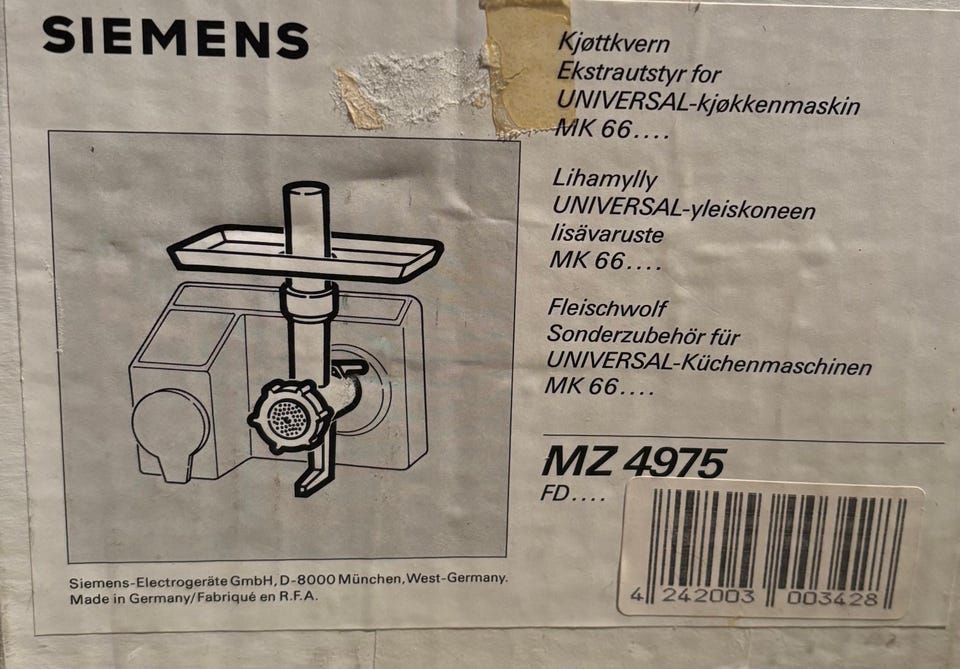 SIEMENS
Kjøttkvern
Ekstrautstyr for
UNIVERSAL-kjøkkenmaskin
MK 66....
Lihamylly
UNIVERSAL-yleiskoneen
lisävaruste
MK 66....
Fleischwolf
Sonderzubehör für
UNIVERSAL-Küchenmaschinen
MK 66....
MZ 4975
FD....
4 242003 003428
Siemens-Electrogeräte GmbH, D-8000 München, West-Germany.
Made in Germany/Fabriqué en R.F.A.